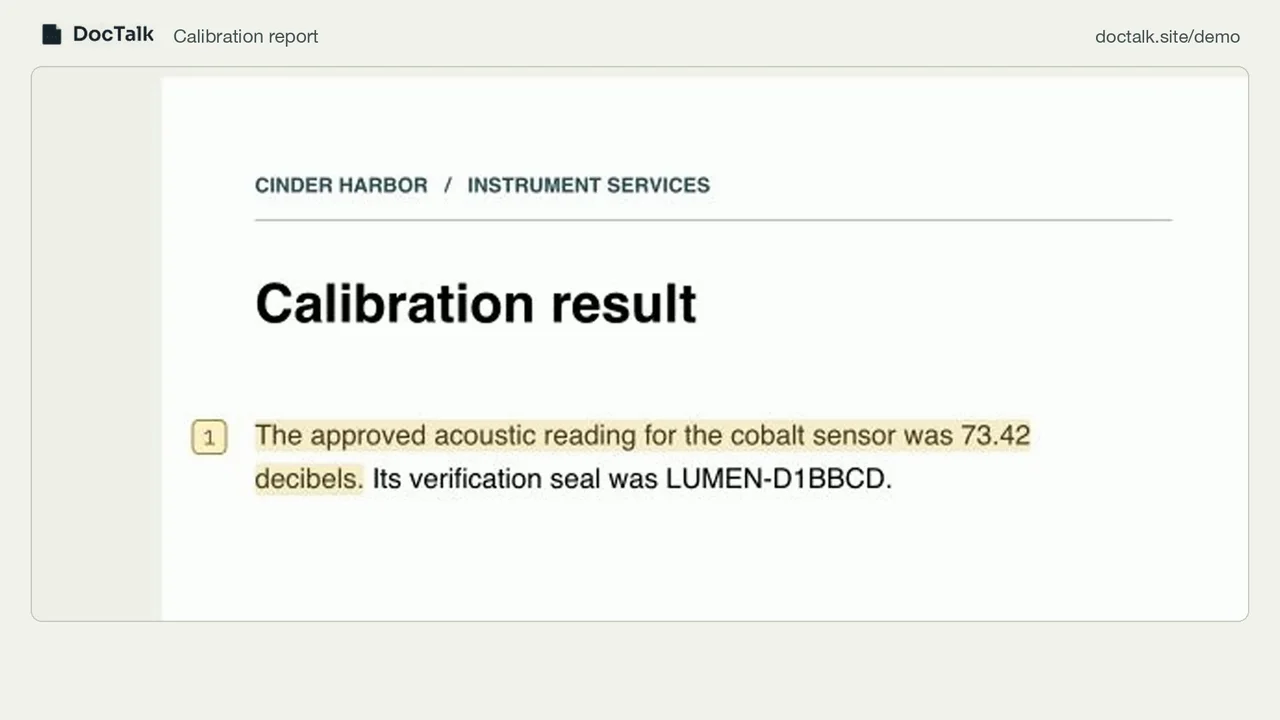 DocTalk Calibration report doctalk.site/demo
CINDER HARBOR / INSTRUMENT SERVICES
Calibration result
1 The approved acoustic reading for the cobalt sensor was 73.42
decibels. Its verification seal was LUMEN-D1BBCD.